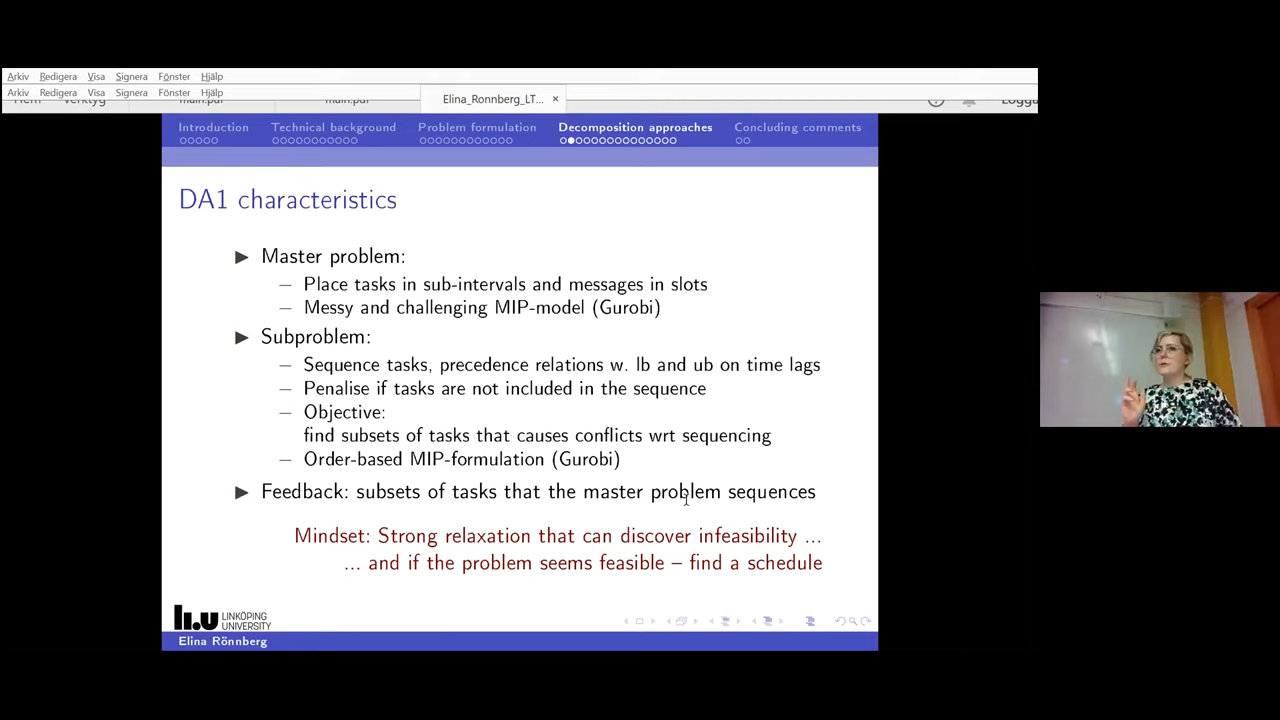 Arkiv Redigera Visa Signera Fönster Hjälp
Arkiv Redigera Visa Signera Fönster Hjälp
Elina_Ronnberg_LT... ×
Introduction Technical background Problem formulation Decomposition approaches Concluding comments
DA1 characteristics
▶ Master problem:
– Place tasks in sub-intervals and messages in slots
– Messy and challenging MIP-model (Gurobi)
▶ Subproblem:
– Sequence tasks, precedence relations w. lb and ub on time lags
– Penalise if tasks are not included in the sequence
– Objective:
find subsets of tasks that causes conflicts wrt sequencing
– Order-based MIP-formulation (Gurobi)
▶ Feedback: subsets of tasks that the master problem sequences
Mindset: Strong relaxation that can discover infeasibility ...
... and if the problem seems feasible – find a schedule
li.u LINKÖPING
UNIVERSITY
Elina Rönnberg